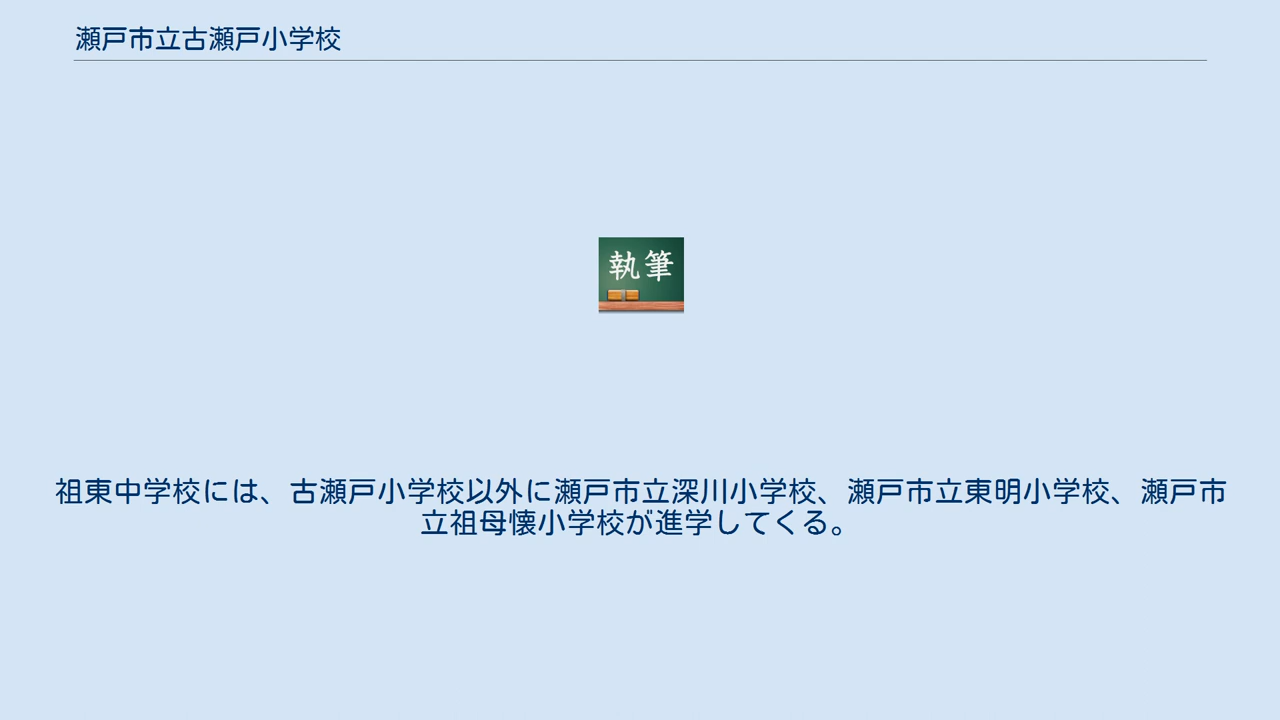 瀬戸市立古瀬戸小学校
執筆
祖東中学校には、古瀬戸小学校以外に瀬戸市立深川小学校、瀬戸市立東明小学校、瀬戸市
立祖母懐小学校が進学してくる。